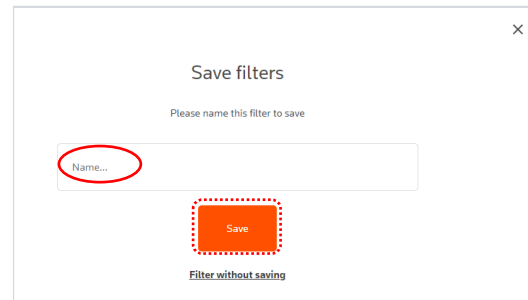 Save filters
Please name this filter to save
Name...
Save
Filter without saving